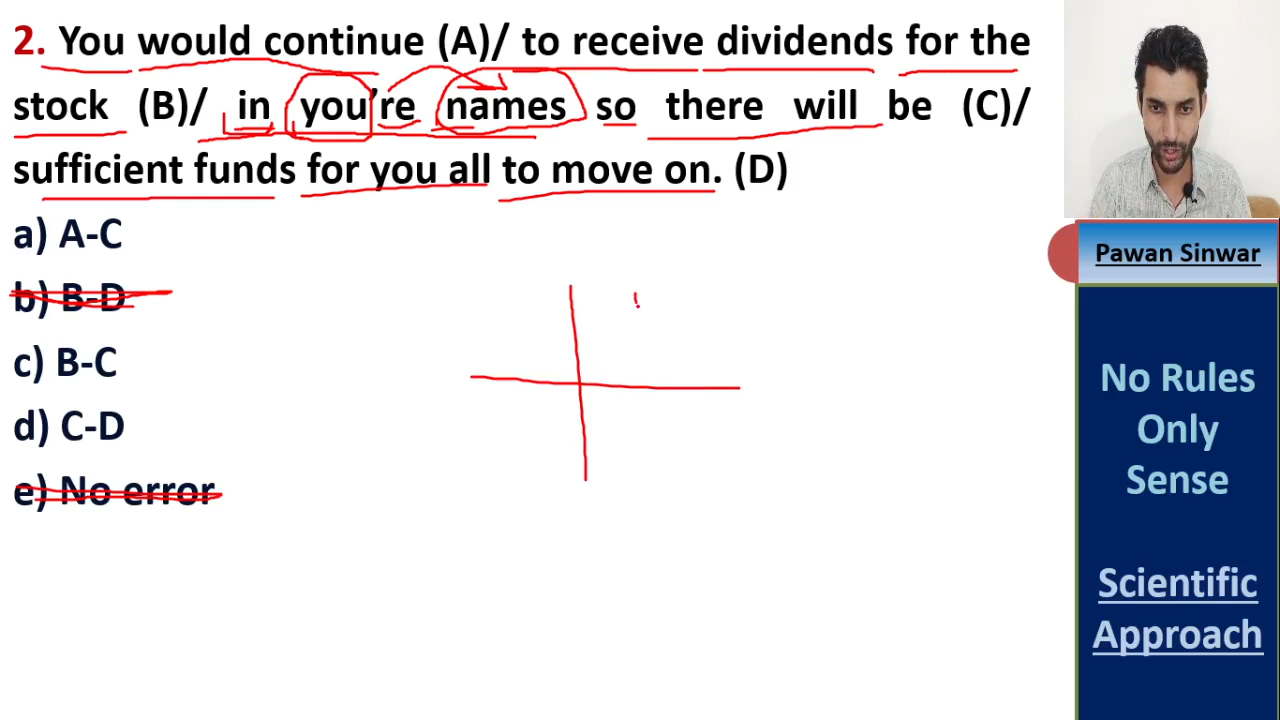 2. You would continue (A)/ to receive dividends for the
stock (B)/ in you're names so there will be (C)/
sufficient funds for you all to move on. (D)
a) A-C
b) B-D
c) B-C
d) C-D
e) No error
Pawan Sinwar
No Rules
Only
Sense
Scientific
Approach